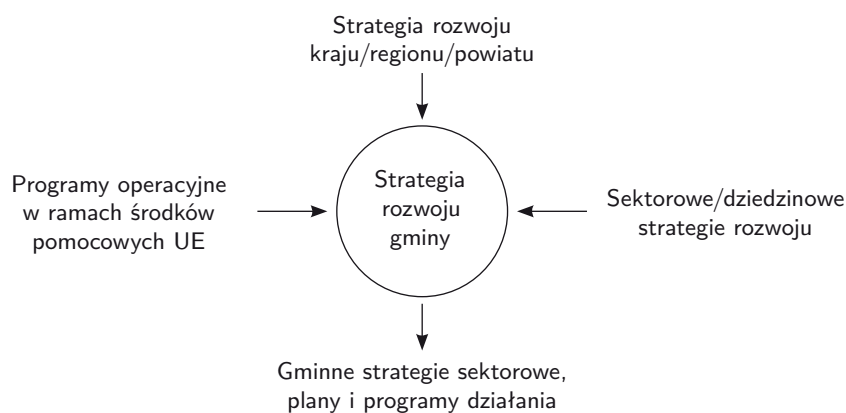 Strategia rozwoju
kraju/regionu/powiatu
Programy operacyjne
w ramach środków
pomocowych UE
Strategia
rozwoju
gminy
Sektorowe/dziedzinowe
strategie rozwoju
Gminne strategie sektorowe,
plany i programy działania